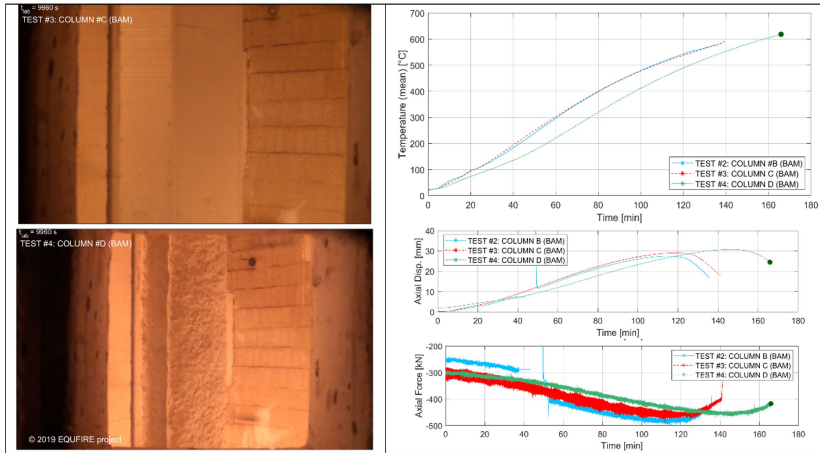 t_lab = 9960 s
TEST #3: COLUMN #C (BAM)
t_lab = 9960 s
TEST #4: COLUMN #D (BAM)
© 2019 EQUFIRE project
Temperature (mean) [°C]
700
600
500
400
300
200
100
0
TEST #2: COLUMN #B (BAM)
TEST #3: COLUMN C (BAM)
TEST #4: COLUMN D (BAM)
0 20 40 60 80 100 120 140 160 180
Time [min]
Axial Disp. [mm]
40
30
20
10
0
TEST #2: COLUMN B (BAM)
TEST #3: COLUMN C (BAM)
TEST #4: COLUMN D (BAM)
0 20 40 60 80 100 120 140 160 180
Time [min]
Axial Force [kN]
-200
-300
-400
-500
TEST #2: COLUMN B (BAM)
TEST #3: COLUMN C (BAM)
TEST #4: COLUMN D (BAM)
0 20 40 60 80 100 120 140 160 180
Time [min]